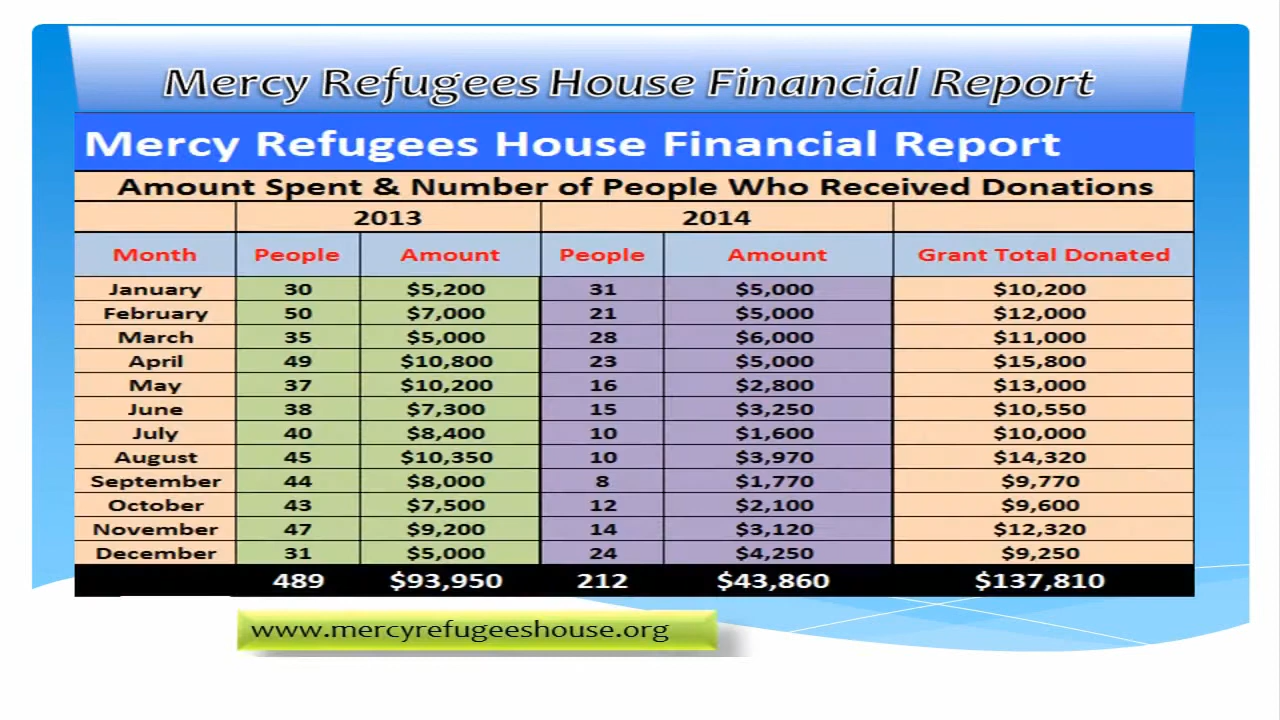 Mercy Refugees House Financial Report
Mercy Refugees House Financial Report
Amount Spent & Number of People Who Received Donations
2013 2014
Month People Amount People Amount Grant Total Donated
January 30 $5,200 31 $5,000 $10,200
February 50 $7,000 21 $5,000 $12,000
March 35 $5,000 28 $6,000 $11,000
April 49 $10,800 23 $5,000 $15,800
May 37 $10,200 16 $2,800 $13,000
June 38 $7,300 15 $3,250 $10,550
July 40 $8,400 10 $1,600 $10,000
August 45 $10,350 10 $3,970 $14,320
September 44 $8,000 8 $1,770 $9,770
October 43 $7,500 12 $2,100 $9,600
November 47 $9,200 14 $3,120 $12,320
December 31 $5,000 24 $4,250 $9,250
489 $93,950 212 $43,860 $137,810
www.mercyrefugeeshouse.org